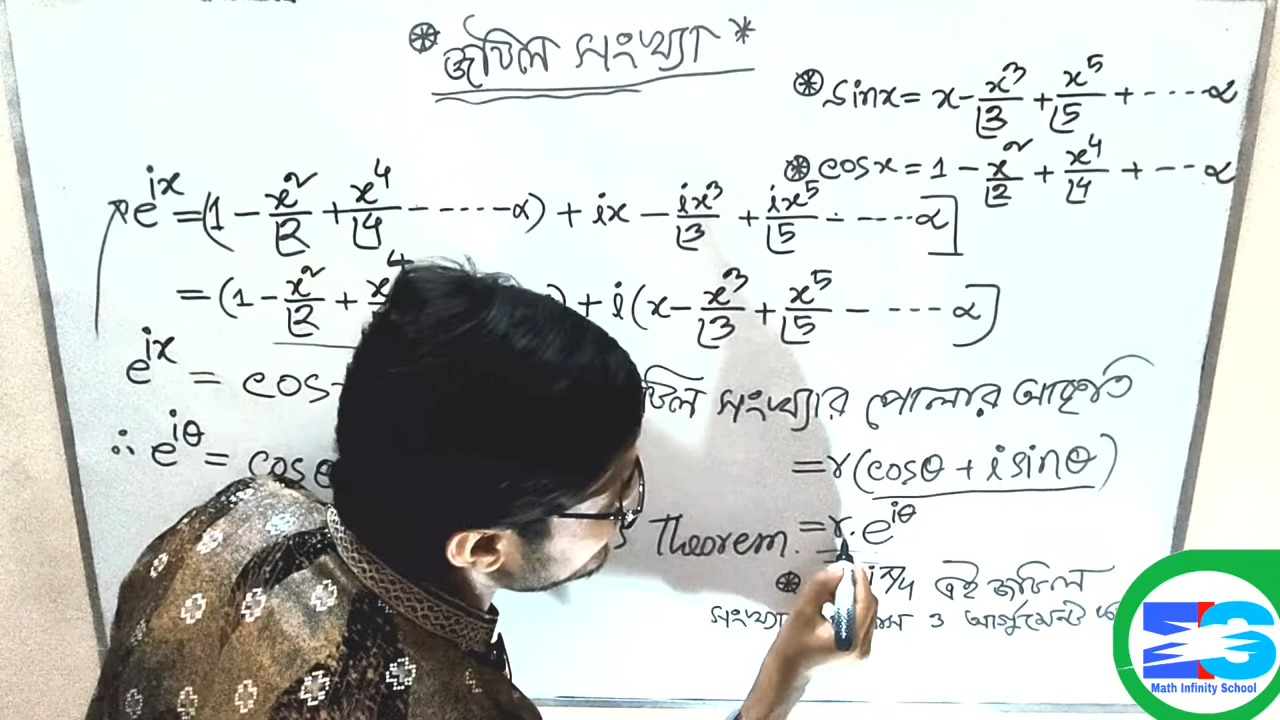 * জটিল সংখ্যা *
* sinx = x - x³/⌊3 + x⁵/⌊5 + ----- α
* cosx = 1 - x²/⌊2 + x⁴/⌊4 + --- α
e^ix = (1 - x²/⌊2 + x⁴/⌊4 ------ α) + ix - ix³/⌊3 + ix⁵/⌊5 ----- α]
= (1 - x²/⌊2 + x⁴ ) + i(x - x³/⌊3 + x⁵/⌊5 - ---- α]
e^ix = cos সংখ্যার পোলার আকৃতি
∴ e^iθ = cosθ = r(cosθ + i sinθ)
Theorem. = r.e^iθ
* এই জটিল
সংখ্যা ও আর্গুমেন্ট
Math Infinity School